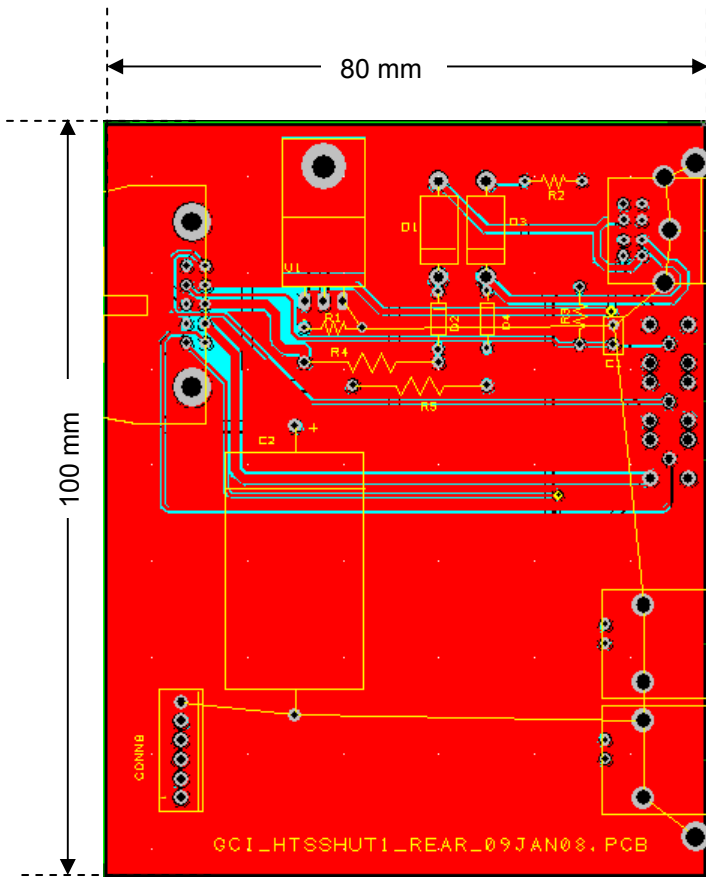 80 mm
R2
D1
D3
U1
R1
D2
D4
R3
C1
R4
R5
C2
+
100 mm
CONN8
GCI_HTSSHUT1_REAR_09JAN08.PCB